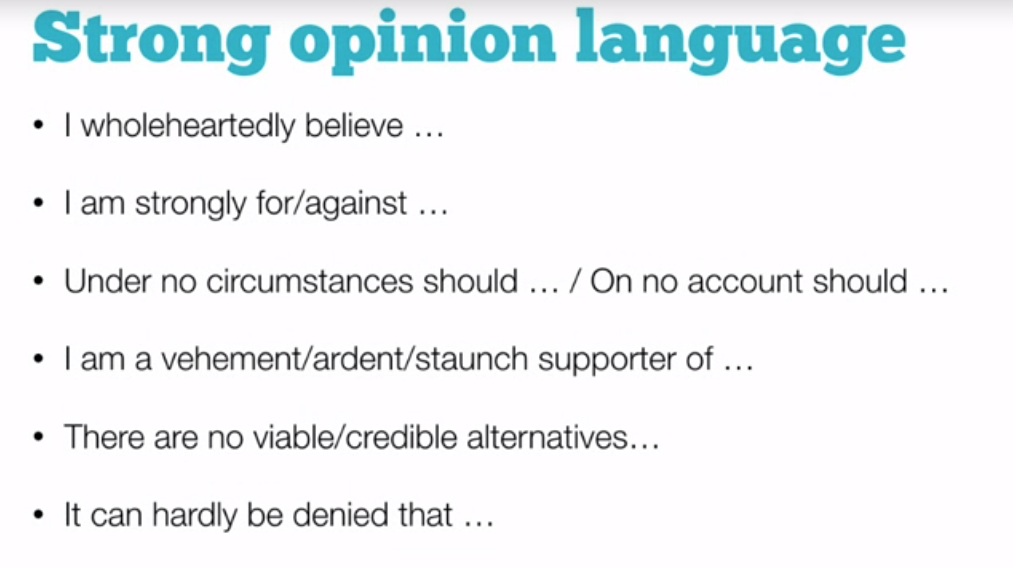 Strong opinion language
• I wholeheartedly believe …
• I am strongly for/against …
• Under no circumstances should … / On no account should …
• I am a vehement/ardent/staunch supporter of …
• There are no viable/credible alternatives…
• It can hardly be denied that …